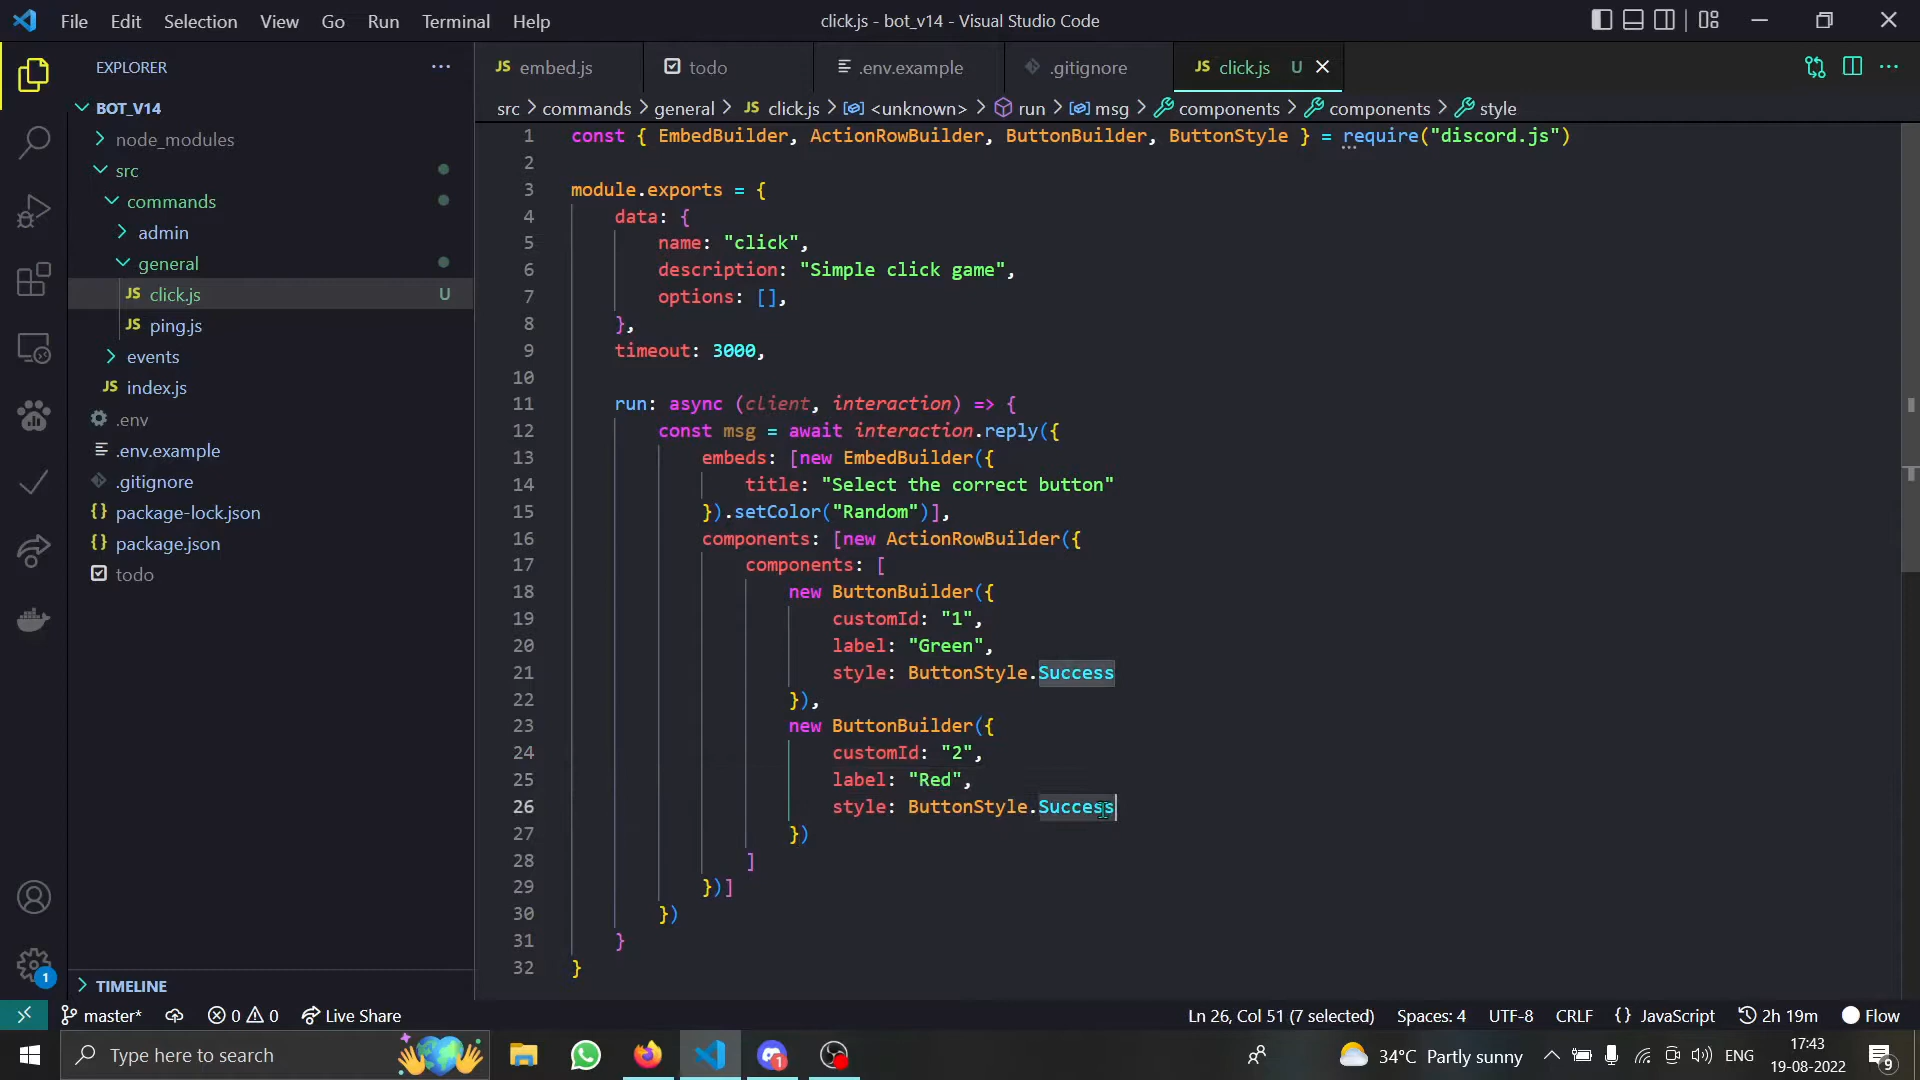 File Edit Selection View Go Run Terminal Help
click.js - bot_v14 - Visual Studio Code
EXPLORER
BOT_V14
node_modules
src
commands
admin
general
JS click.js U
JS ping.js
events
JS index.js
.env
.env.example
.gitignore
{} package-lock.json
{} package.json
todo
TIMELINE
JS embed.js
todo
.env.example
.gitignore
JS click.js U
src > commands > general > JS click.js > <unknown> > run > msg > components > components > style
1 const { EmbedBuilder, ActionRowBuilder, ButtonBuilder, ButtonStyle } = require("discord.js")
2
3 module.exports = {
4 data: {
5 name: "click",
6 description: "Simple click game",
7 options: [],
8 },
9 timeout: 3000,
10
11 run: async (client, interaction) => {
12 const msg = await interaction.reply({
13 embeds: [new EmbedBuilder({
14 title: "Select the correct button"
15 }).setColor("Random")],
16 components: [new ActionRowBuilder({
17 components: [
18 new ButtonBuilder({
19 customId: "1",
20 label: "Green",
21 style: ButtonStyle.Success
22 }),
23 new ButtonBuilder({
24 customId: "2",
25 label: "Red",
26 style: ButtonStyle.Success
27 })
28 ]
29 })]
30 })
31 }
32 }
1
master* 0 0 Live Share
Ln 26, Col 51 (7 selected) Spaces: 4 UTF-8 CRLF {} JavaScript 2h 19m Flow
Type here to search
1
34°C Partly sunny
ENG
17:43
19-08-2022
9